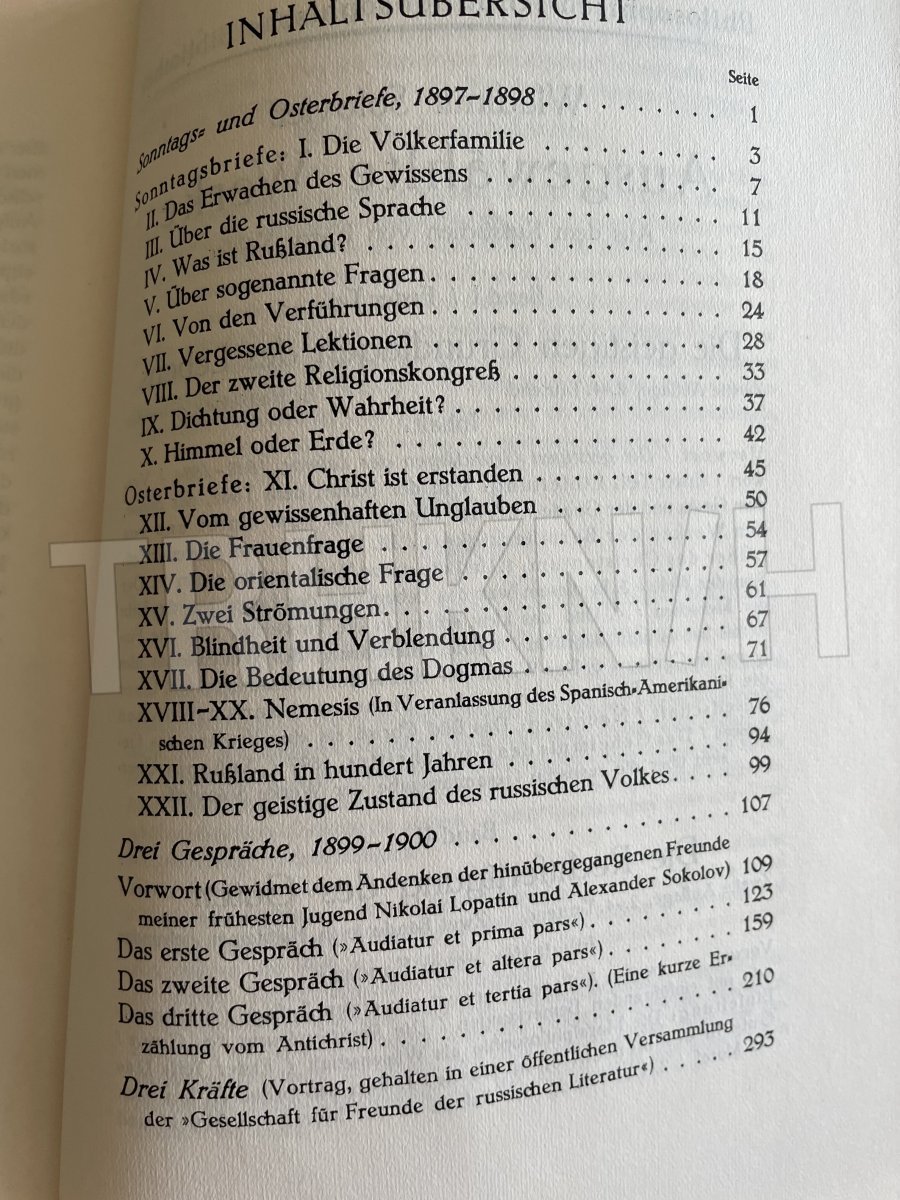 INHALTSÜBERSICHT
Seite
Sonntags- und Osterbriefe, 1897–1898 . . . . . . . . . 1
Sonntagsbriefe: I. Die Völkerfamilie . . . . . . . . . 3
II. Das Erwachen des Gewissens . . . . . . . . . . . 7
III. Über die russische Sprache . . . . . . . . . . . 11
IV. Was ist Rußland? . . . . . . . . . . . . . . . 15
V. Über sogenannte Fragen . . . . . . . . . . . . . 18
VI. Von den Verführungen . . . . . . . . . . . . . 24
VII. Vergessene Lektionen . . . . . . . . . . . . . 28
VIII. Der zweite Religionskongreß . . . . . . . . . . 33
IX. Dichtung oder Wahrheit? . . . . . . . . . . . . 37
X. Himmel oder Erde? . . . . . . . . . . . . . . . 42
Osterbriefe: XI. Christ ist erstanden . . . . . . . . . 45
XII. Vom gewissenhaften Unglauben . . . . . . . . . 50
XIII. Die Frauenfrage . . . . . . . . . . . . . . . 54
XIV. Die orientalische Frage . . . . . . . . . . . . 57
XV. Zwei Strömungen . . . . . . . . . . . . . . . 61
XVI. Blindheit und Verblendung . . . . . . . . . . . 67
XVII. Die Bedeutung des Dogmas . . . . . . . . . . 71
XVIII–XX. Nemesis (In Veranlassung des Spanisch-Amerikani-
schen Krieges) . . . . . . . . . . . . . . . . . 76
XXI. Rußland in hundert Jahren . . . . . . . . . . . 94
XXII. Der geistige Zustand des russischen Volkes . . . . 99
Drei Gespräche, 1899–1900 . . . . . . . . . . . . . 107
Vorwort (Gewidmet dem Andenken der hinübergegangenen Freunde
meiner frühesten Jugend Nikolai Lopatin und Alexander Sokolov) 109
Das erste Gespräch (»Audiatur et prima pars«) . . . . . . . . 123
Das zweite Gespräch (»Audiatur et altera pars«) . . . . . . . 159
Das dritte Gespräch (»Audiatur et tertia pars«). (Eine kurze Er-
zählung vom Antichrist) . . . . . . . . . . . . . . . . 210
Drei Kräfte (Vortrag, gehalten in einer öffentlichen Versammlung
der »Gesellschaft für Freunde der russischen Literatur«) . . . . . 293